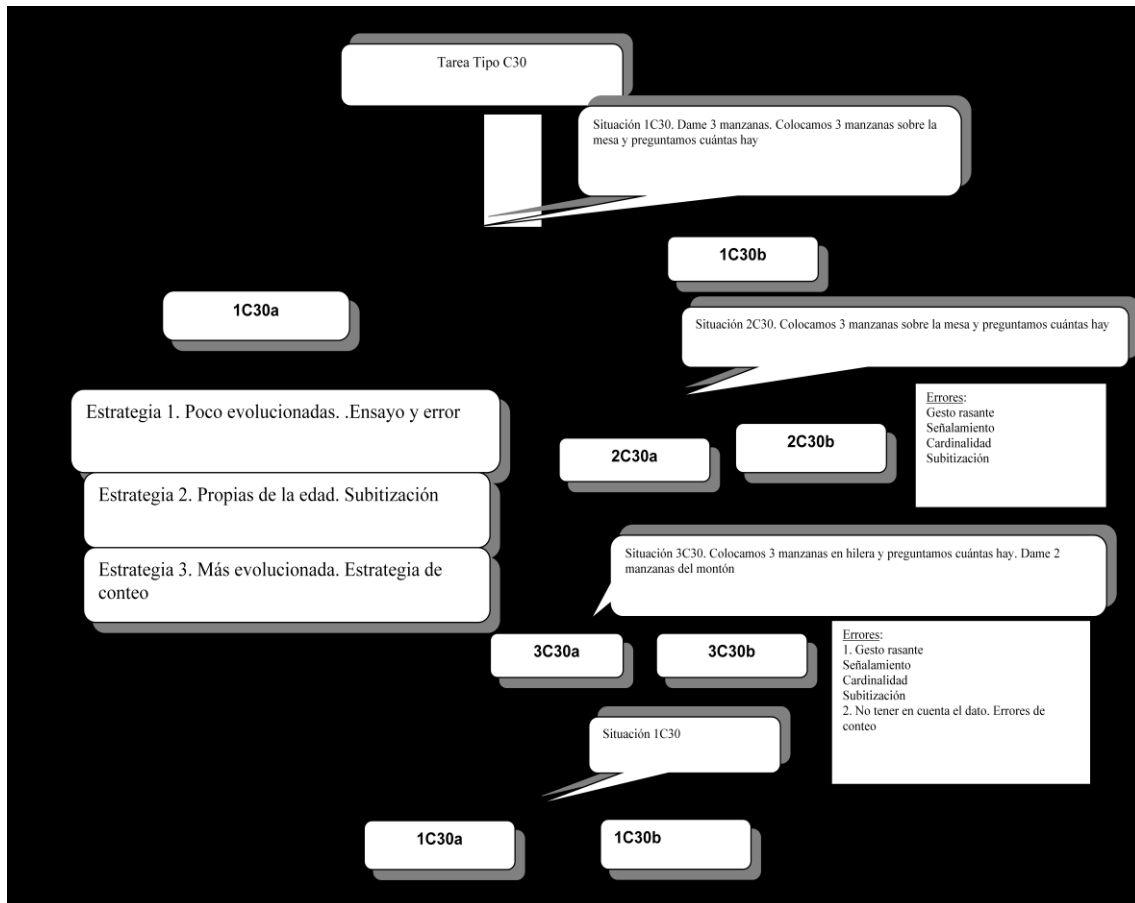 Tarea Tipo C30
Situación 1C30. Dame 3 manzanas. Colocamos 3 manzanas sobre la
mesa y preguntamos cuántas hay
1C30b
1C30a
Situación 2C30. Colocamos 3 manzanas sobre la mesa y preguntamos cuántas hay
Errores:
Gesto rasante
Señalamiento
Cardinalidad
Subitización
Estrategia 1. Poco evolucionadas. .Ensayo y error
2C30a
2C30b
Estrategia 2. Propias de la edad. Subitización
Estrategia 3. Más evolucionada. Estrategia de
conteo
Situación 3C30. Colocamos 3 manzanas en hilera y preguntamos cuántas hay. Dame 2
manzanas del montón
3C30a
3C30b
Errores:
1. Gesto rasante
Señalamiento
Cardinalidad
Subitización
2. No tener en cuenta el dato. Errores de
conteo
Situación 1C30
1C30a
1C30b